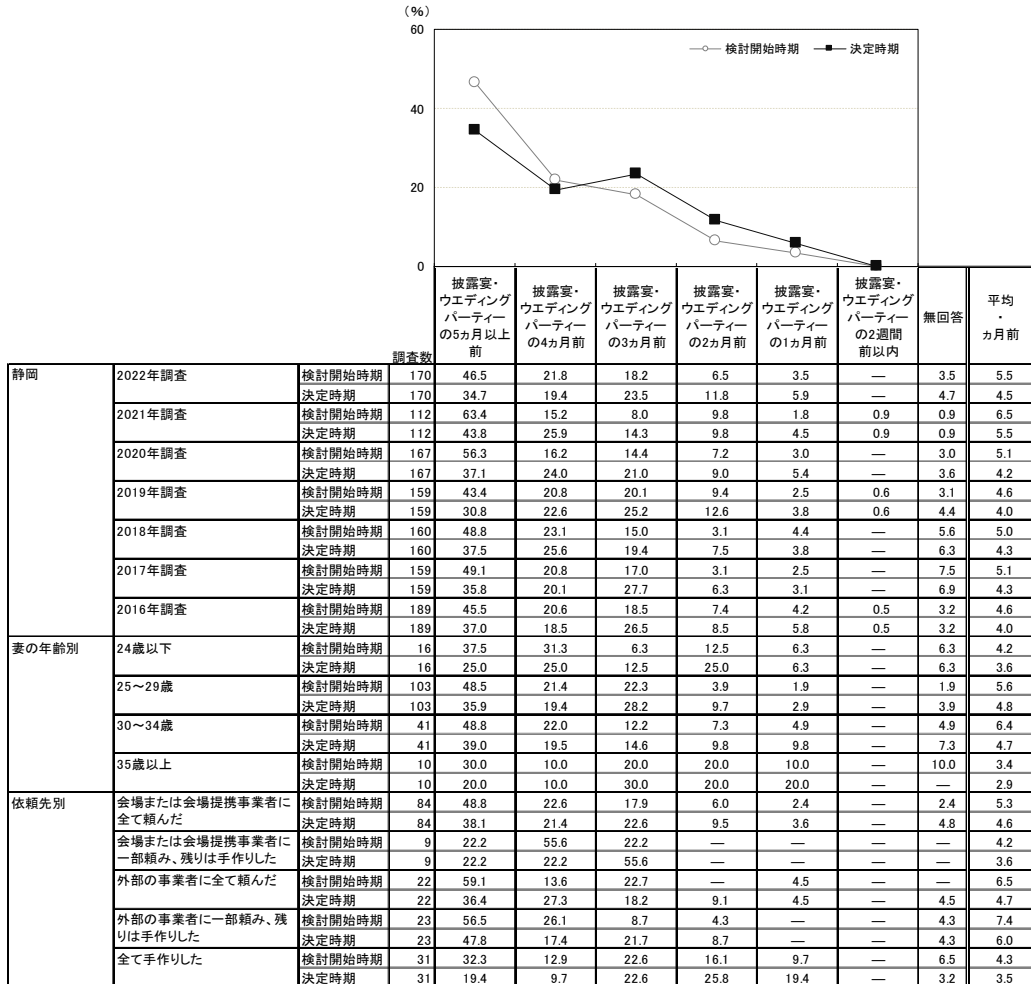 (%)
60
40
20
0
検討開始時期 決定時期
調査数 披露宴・ウエディングパーティーの5ヵ月以上前 披露宴・ウエディングパーティーの4ヵ月前 披露宴・ウエディングパーティーの3ヵ月前 披露宴・ウエディングパーティーの2ヵ月前 披露宴・ウエディングパーティーの1ヵ月前 披露宴・ウエディングパーティーの2週間前以内 無回答 平均・ヵ月前
静岡 2022年調査 検討開始時期 170 46.5 21.8 18.2 6.5 3.5 — 3.5 5.5
決定時期 170 34.7 19.4 23.5 11.8 5.9 — 4.7 4.5
2021年調査 検討開始時期 112 63.4 15.2 8.0 9.8 1.8 0.9 0.9 6.5
決定時期 112 43.8 25.9 14.3 9.8 4.5 0.9 0.9 5.5
2020年調査 検討開始時期 167 56.3 16.2 14.4 7.2 3.0 — 3.0 5.1
決定時期 167 37.1 24.0 21.0 9.0 5.4 — 3.6 4.2
2019年調査 検討開始時期 159 43.4 20.8 20.1 9.4 2.5 0.6 3.1 4.6
決定時期 159 30.8 22.6 25.2 12.6 3.8 0.6 4.4 4.0
2018年調査 検討開始時期 160 48.8 23.1 15.0 3.1 4.4 — 5.6 5.0
決定時期 160 37.5 25.6 19.4 7.5 3.8 — 6.3 4.3
2017年調査 検討開始時期 159 49.1 20.8 17.0 3.1 2.5 — 7.5 5.1
決定時期 159 35.8 20.1 27.7 6.3 3.1 — 6.9 4.3
2016年調査 検討開始時期 189 45.5 20.6 18.5 7.4 4.2 0.5 3.2 4.6
決定時期 189 37.0 18.5 26.5 8.5 5.8 0.5 3.2 4.0
妻の年齢別 24歳以下 検討開始時期 16 37.5 31.3 6.3 12.5 6.3 — 6.3 4.2
決定時期 16 25.0 25.0 12.5 25.0 6.3 — 6.3 3.6
25~29歳 検討開始時期 103 48.5 21.4 22.3 3.9 1.9 — 1.9 5.6
決定時期 103 35.9 19.4 28.2 9.7 2.9 — 3.9 4.8
30~34歳 検討開始時期 41 48.8 22.0 12.2 7.3 4.9 — 4.9 6.4
決定時期 41 39.0 19.5 14.6 9.8 9.8 — 7.3 4.7
35歳以上 検討開始時期 10 30.0 10.0 20.0 20.0 10.0 — 10.0 3.4
決定時期 10 20.0 10.0 30.0 20.0 20.0 — — 2.9
依頼先別 会場または会場提携事業者に 検討開始時期 84 48.8 22.6 17.9 6.0 2.4 — 2.4 5.3
全て頼んだ 決定時期 84 38.1 21.4 22.6 9.5 3.6 — 4.8 4.6
会場または会場提携事業者に 検討開始時期 9 22.2 55.6 22.2 — — — — 4.2
一部頼み、残りは手作りした 決定時期 9 22.2 22.2 55.6 — — — — 3.6
外部の事業者に全て頼んだ 検討開始時期 22 59.1 13.6 22.7 — 4.5 — — 6.5
決定時期 22 36.4 27.3 18.2 9.1 4.5 — 4.5 4.7
外部の事業者に一部頼み、残 検討開始時期 23 56.5 26.1 8.7 4.3 — — 4.3 7.4
りは手作りした 決定時期 23 47.8 17.4 21.7 8.7 — — 4.3 6.0
全て手作りした 検討開始時期 31 32.3 12.9 22.6 16.1 9.7 — 6.5 4.3
決定時期 31 19.4 9.7 22.6 25.8 19.4 — 3.2 3.5